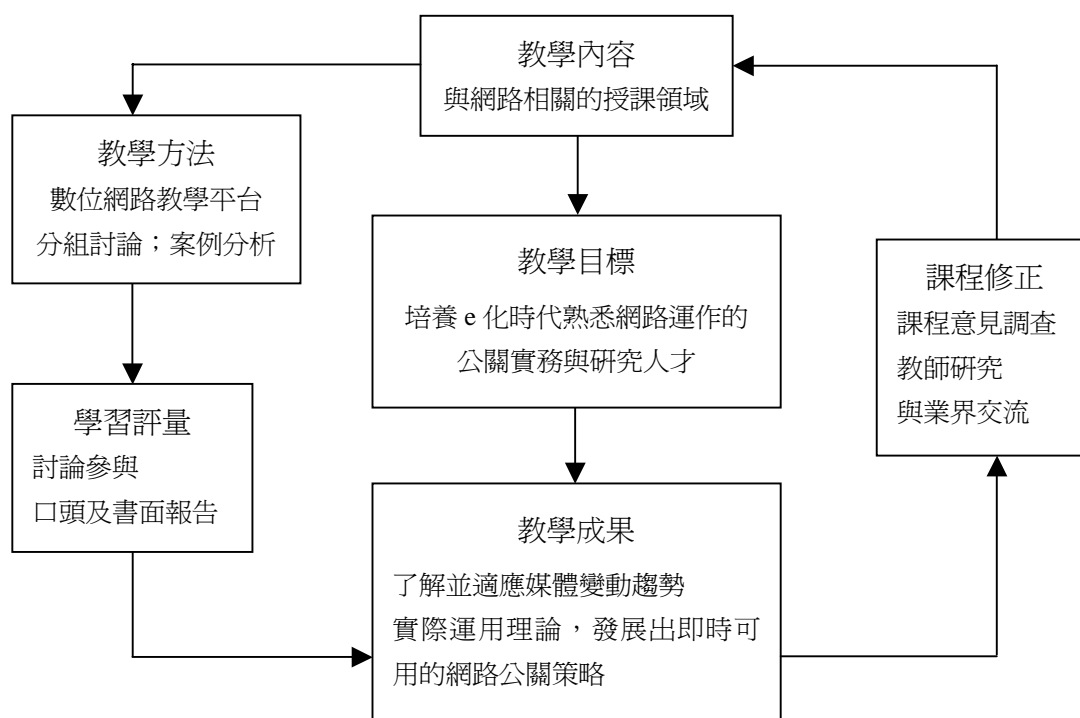 教學內容
與網路相關的授課領域
教學方法
數位網路教學平台
分組討論；案例分析
教學目標
培養 e 化時代熟悉網路運作的
公關實務與研究人才
課程修正
課程意見調查
教師研究
與業界交流
學習評量
討論參與
口頭及書面報告
教學成果
了解並適應媒體變動趨勢
實際運用理論，發展出即時可
用的網路公關策略